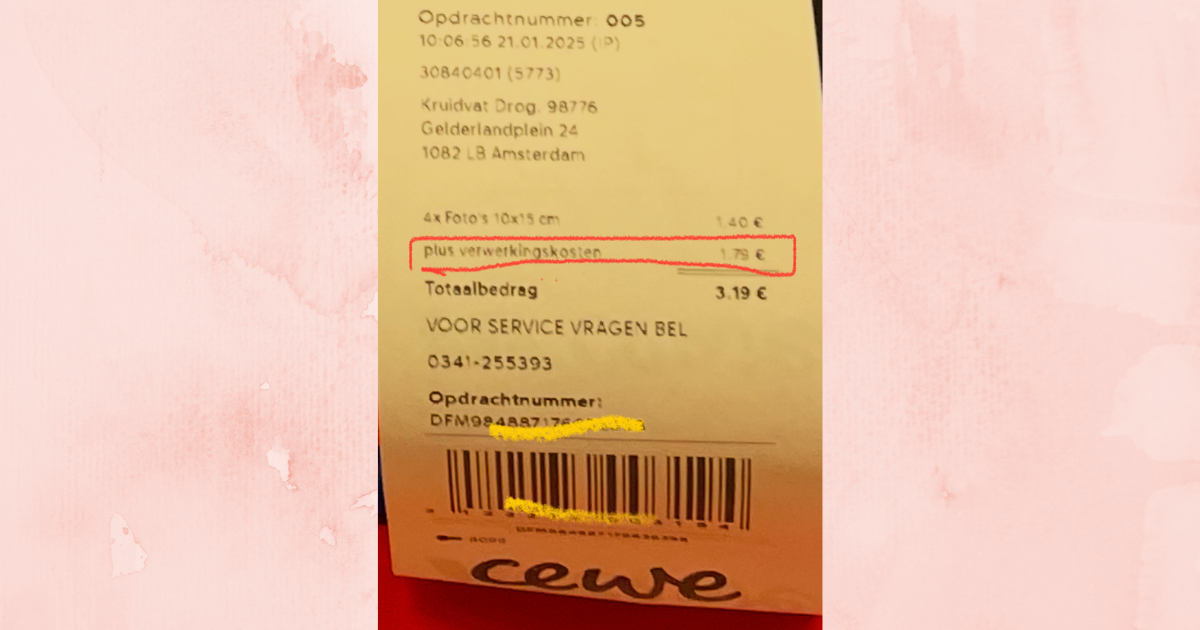 Opdrachtnummer: 005
10:06:56 21.01.2025 (IP)
30840401 (5773)
Kruidvat Drog. 98776
Gelderlandplein 24
1082 LB Amsterdam
4x Foto's 10x15 cm 1.40 €
plus verwerkingskosten 1.79 €
Totaalbedrag 3.19 €
VOOR SERVICE VRAGEN BEL
0341-255393
Opdrachtnummer:
cewe